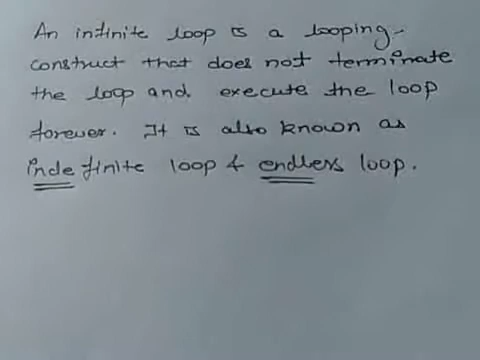 An infinite loop is a looping-
construct that does not terminate
the loop and execute the loop
forever. It is also known as
indefinite loop & endless loop.